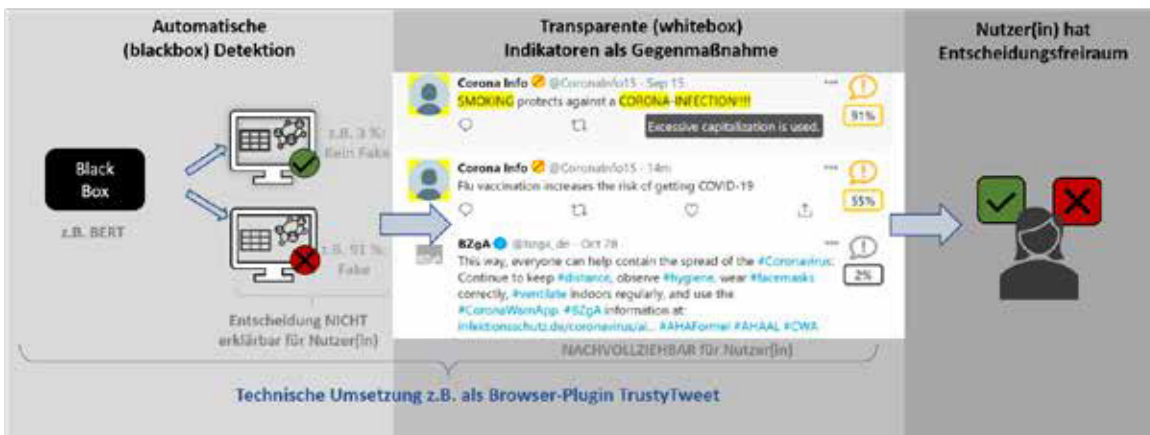 Automatische
(blackbox) Detektion
Transparente (whitebox)
Indikatoren als Gegenmaßnahme
Nutzer(in) hat
Entscheidungsfreiraum
Black
Box
z.B. BERT
z.B. 3 %:
Kein Fake
z.B. 91 %:
Fake
Entscheidung NICHT
erklärbar für Nutzer(in)
Corona Info @CoronaInfo15 · Sep 15
SMOKING protects against a CORONA-INFECTION!!!!
Excessive capitalization is used.
91%
Corona Info @CoronaInfo15 · 14m
Flu vaccination increases the risk of getting COVID-19
55%
BZgA @bzga_de · Oct 28
This way, everyone can help contain the spread of the #Coronavirus:
Continue to keep #distance, observe #hygiene, wear #facemasks
correctly, #ventilate indoors regularly, and use the
#CoronaWarnApp. #BZgA information at:
infektionsschutz.de/coronavirus/al... #AHAFormel #AHAAL #CWA
2%
NACHVOLLZIEHBAR für Nutzer(in)
Technische Umsetzung z.B. als Browser-Plugin TrustyTweet